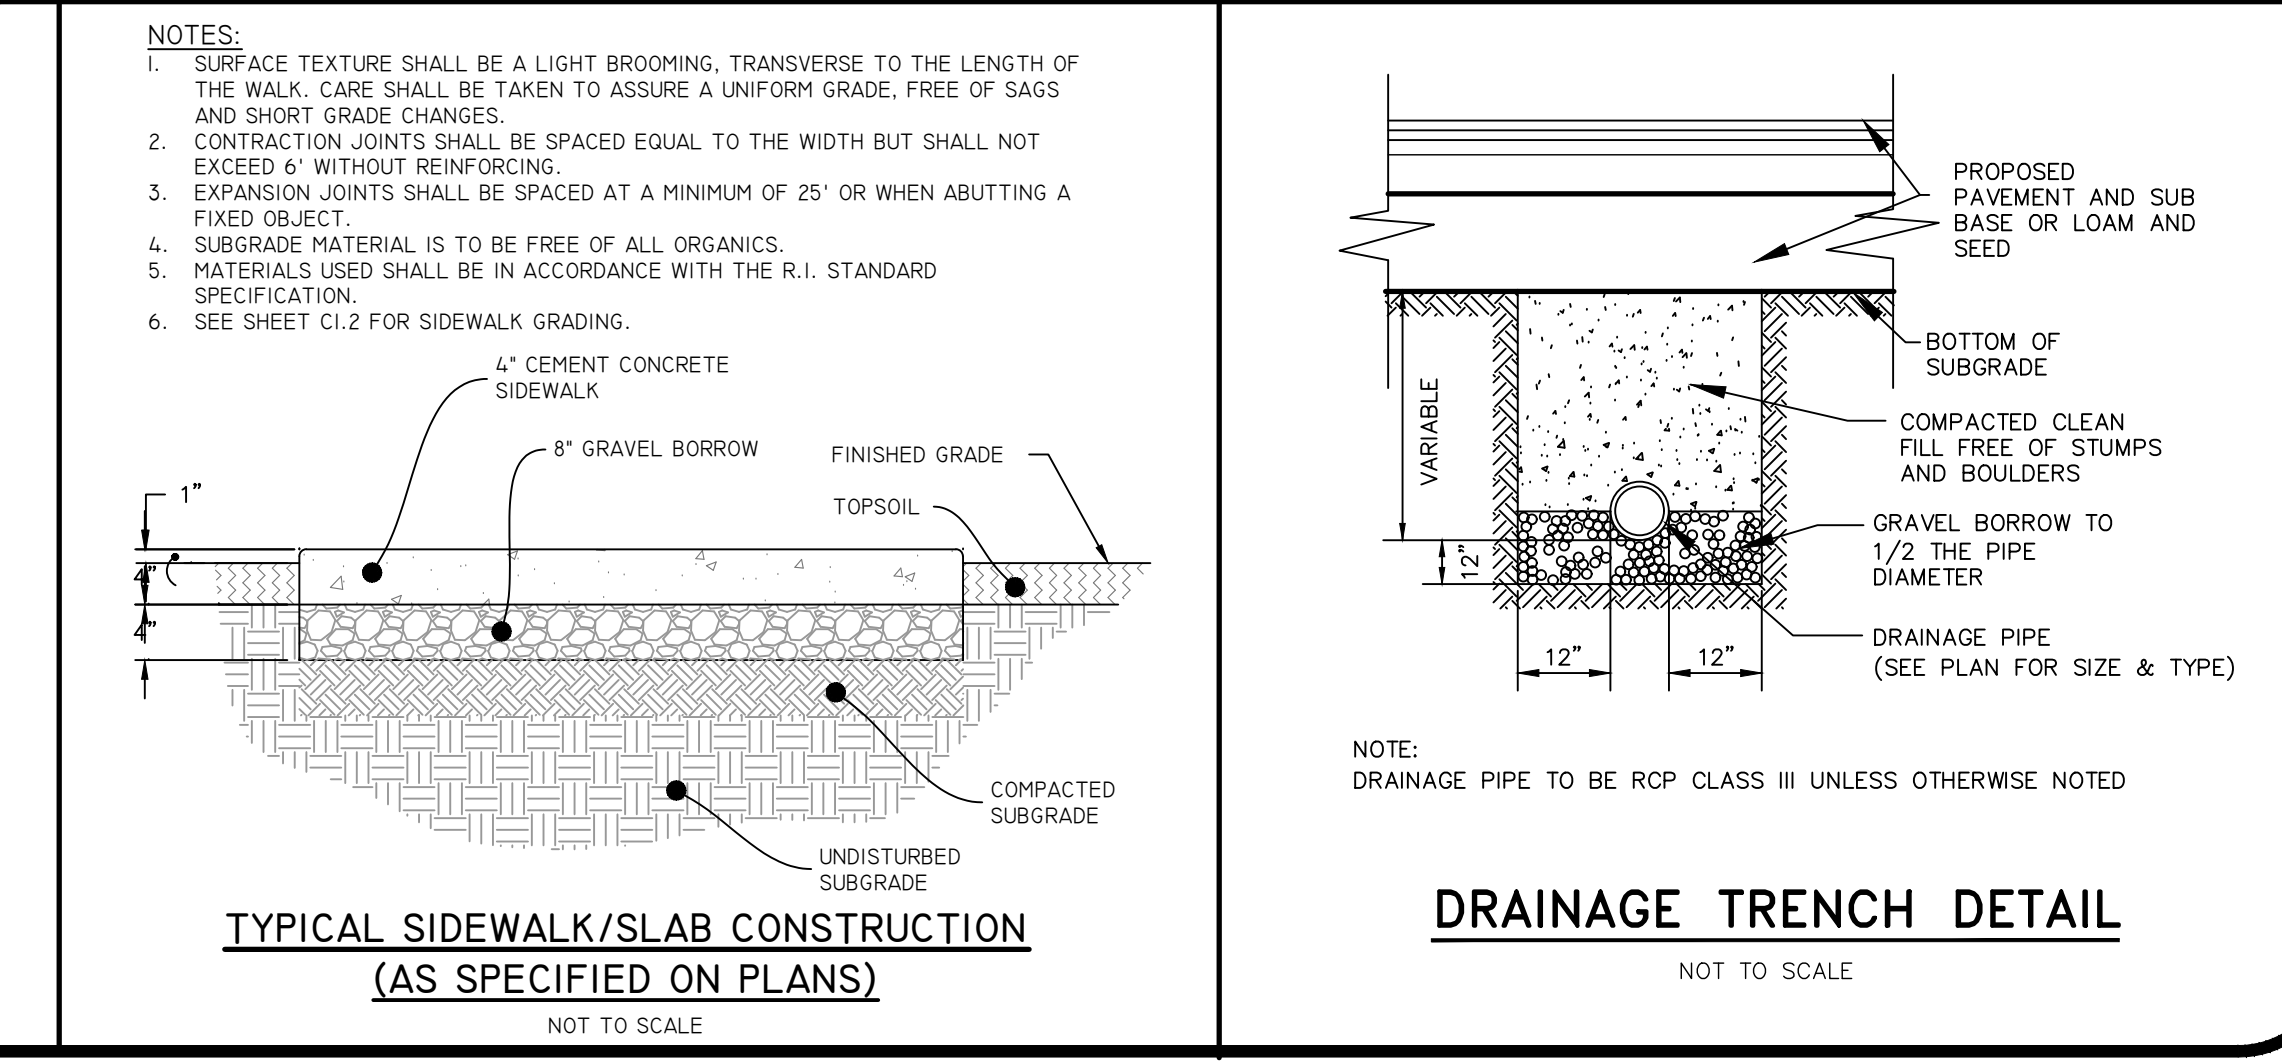 NOTES:
1. SURFACE TEXTURE SHALL BE A LIGHT BROOMING, TRANSVERSE TO THE LENGTH OF
THE WALK. CARE SHALL BE TAKEN TO ASSURE A UNIFORM GRADE, FREE OF SAGS
AND SHORT GRADE CHANGES.
2. CONTRACTION JOINTS SHALL BE SPACED EQUAL TO THE WIDTH BUT SHALL NOT
EXCEED 6' WITHOUT REINFORCING.
3. EXPANSION JOINTS SHALL BE SPACED AT A MINIMUM OF 25' OR WHEN ABUTTING A
FIXED OBJECT.
4. SUBGRADE MATERIAL IS TO BE FREE OF ALL ORGANICS.
5. MATERIALS USED SHALL BE IN ACCORDANCE WITH THE R.I. STANDARD
SPECIFICATION.
6. SEE SHEET C1.2 FOR SIDEWALK GRADING.
4" CEMENT CONCRETE
SIDEWALK
8" GRAVEL BORROW
FINISHED GRADE
TOPSOIL
1"
4"
4"
COMPACTED
SUBGRADE
UNDISTURBED
SUBGRADE
TYPICAL SIDEWALK/SLAB CONSTRUCTION
(AS SPECIFIED ON PLANS)
NOT TO SCALE
PROPOSED
PAVEMENT AND SUB
BASE OR LOAM AND
SEED
BOTTOM OF
SUBGRADE
COMPACTED CLEAN
FILL FREE OF STUMPS
AND BOULDERS
VARIABLE
12"
GRAVEL BORROW TO
1/2 THE PIPE
DIAMETER
DRAINAGE PIPE
(SEE PLAN FOR SIZE & TYPE)
12"
12"
NOTE:
DRAINAGE PIPE TO BE RCP CLASS III UNLESS OTHERWISE NOTED
DRAINAGE TRENCH DETAIL
NOT TO SCALE